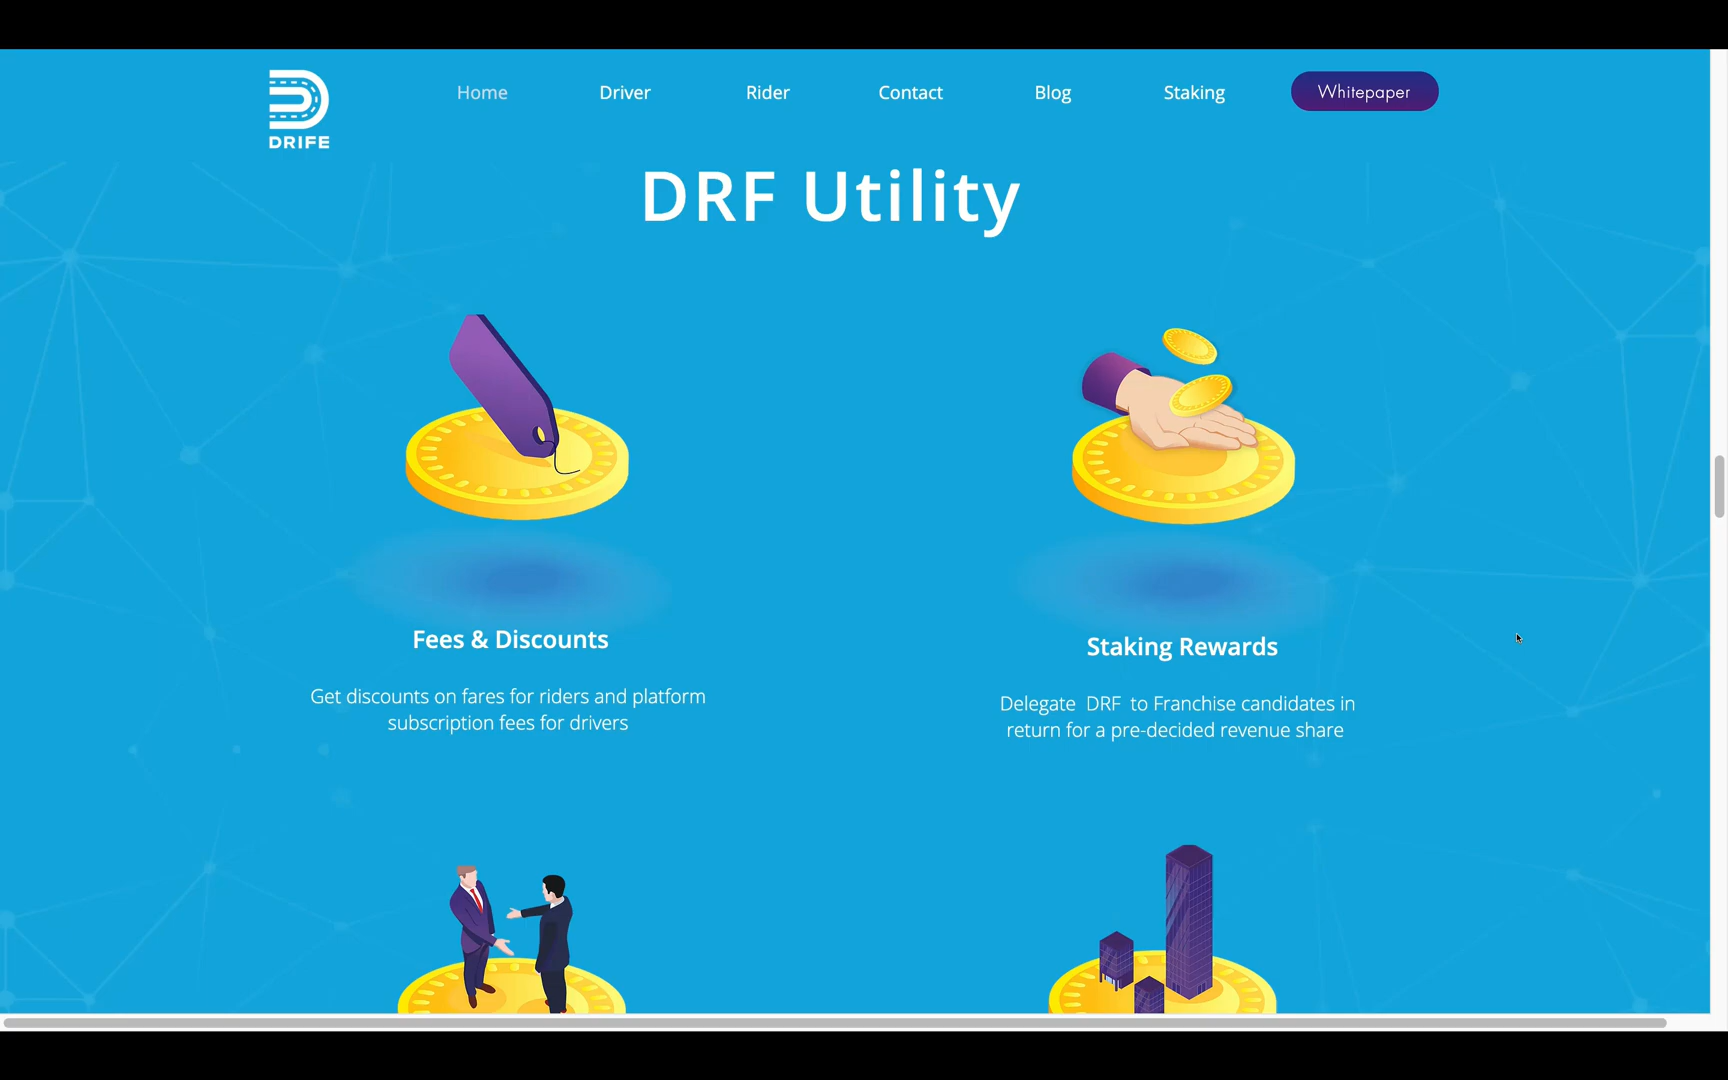 Home Driver Rider Contact Blog Staking Whitepaper
DRIFE
DRF Utility
Fees & Discounts
Get discounts on fares for riders and platform
subscription fees for drivers
Staking Rewards
Delegate DRF to Franchise candidates in
return for a pre-decided revenue share